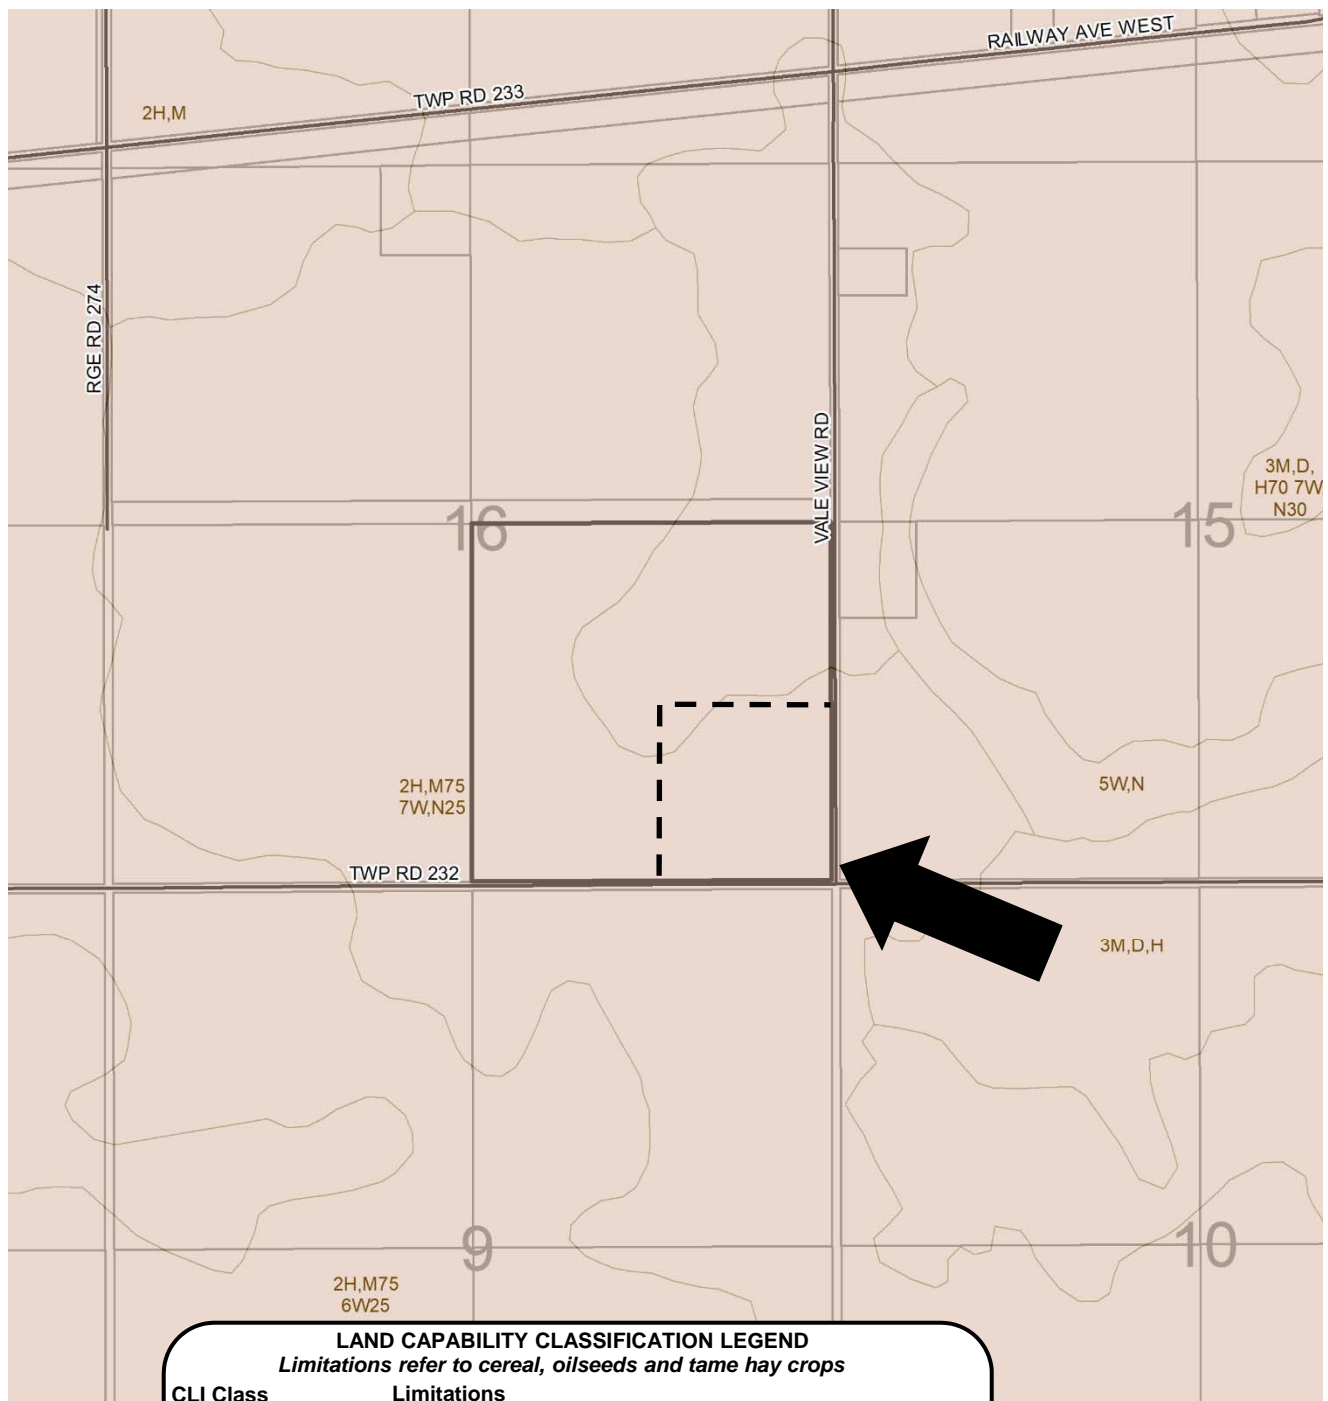 RAILWAY AVE WEST
TWP RD 233
2H,M
RGE RD 274
VALE VIEW RD
3M,D,
H70 7W
N30
16
15
2H,M75
7W,N25
5W,N
TWP RD 232
3M,D,H
9
10
2H,M75
6W25
LAND CAPABILITY CLASSIFICATION LEGEND
Limitations refer to cereal, oilseeds and tame hay crops
CLI Class Limitations